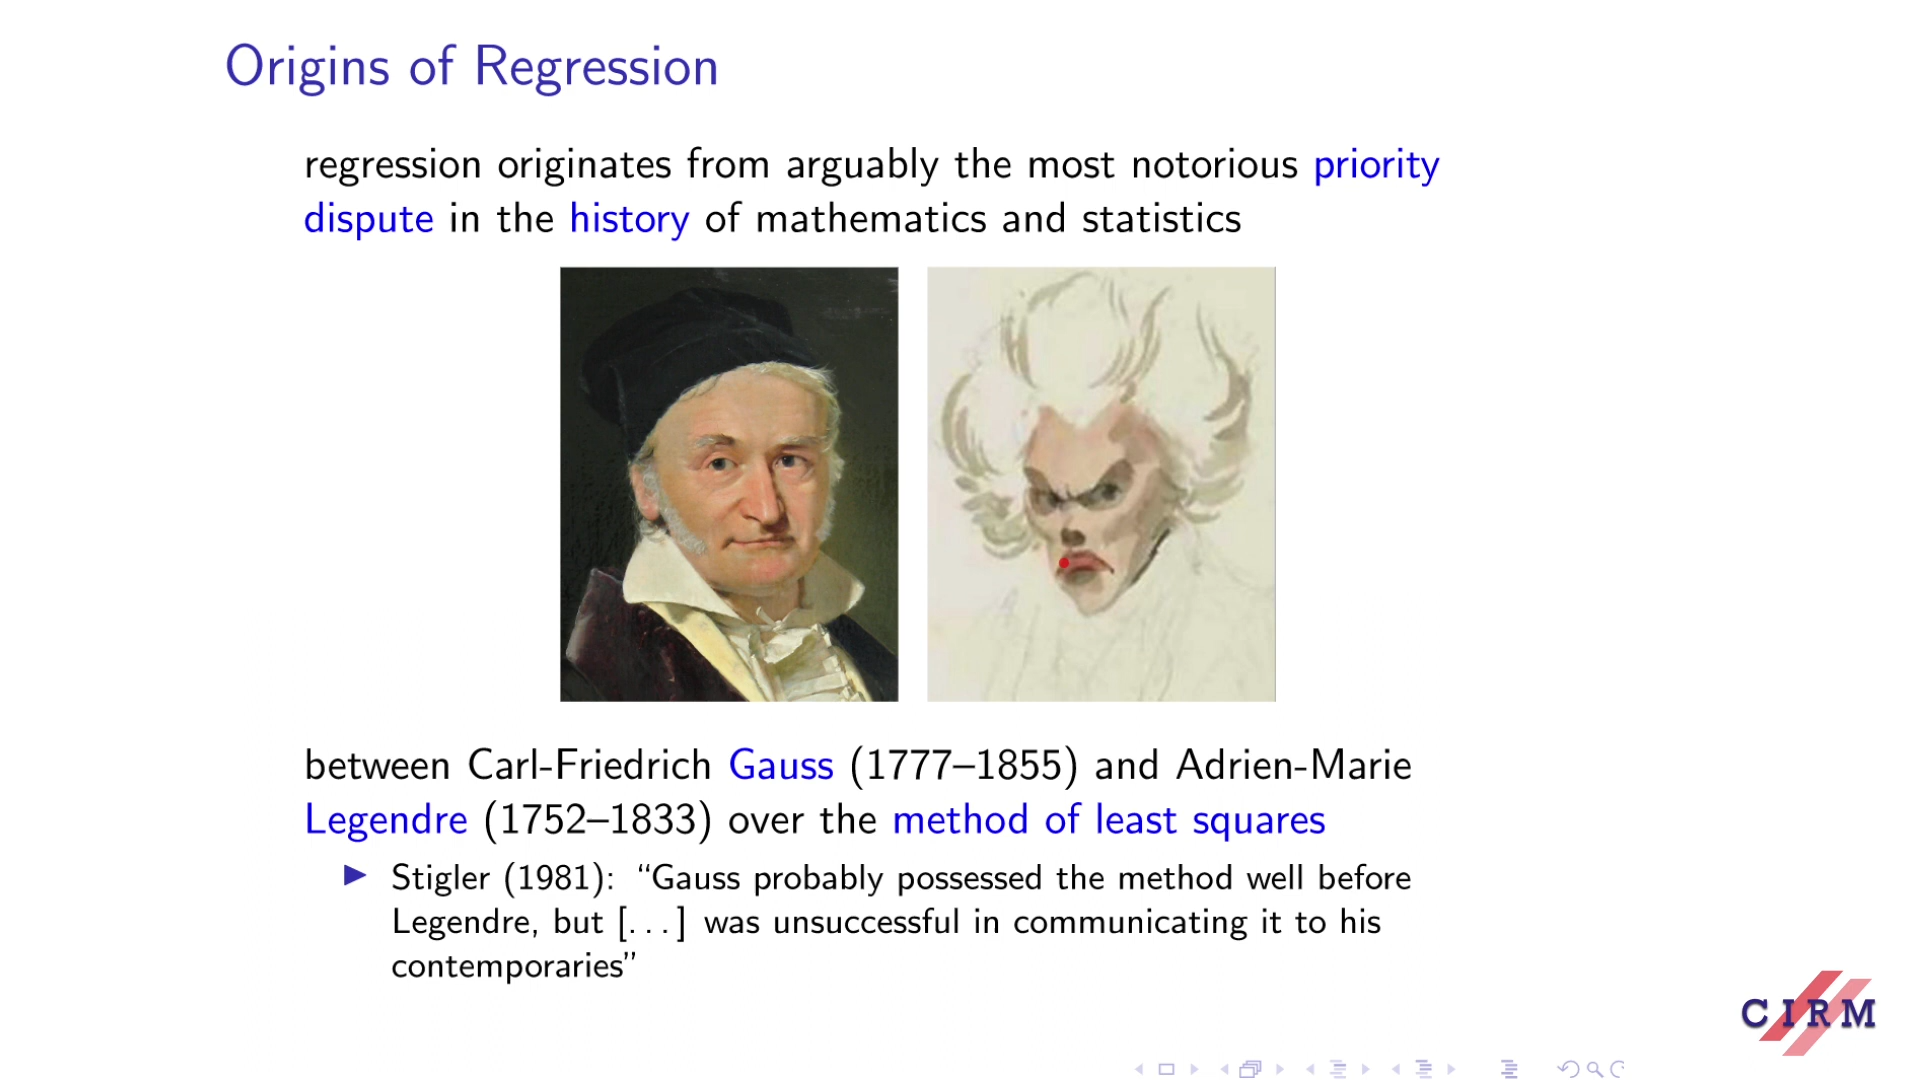 Origins of Regression
regression originates from arguably the most notorious priority
dispute in the history of mathematics and statistics
between Carl-Friedrich Gauss (1777–1855) and Adrien-Marie
Legendre (1752–1833) over the method of least squares
Stigler (1981): “Gauss probably possessed the method well before
Legendre, but [...] was unsuccessful in communicating it to his
contemporaries”
CIRM